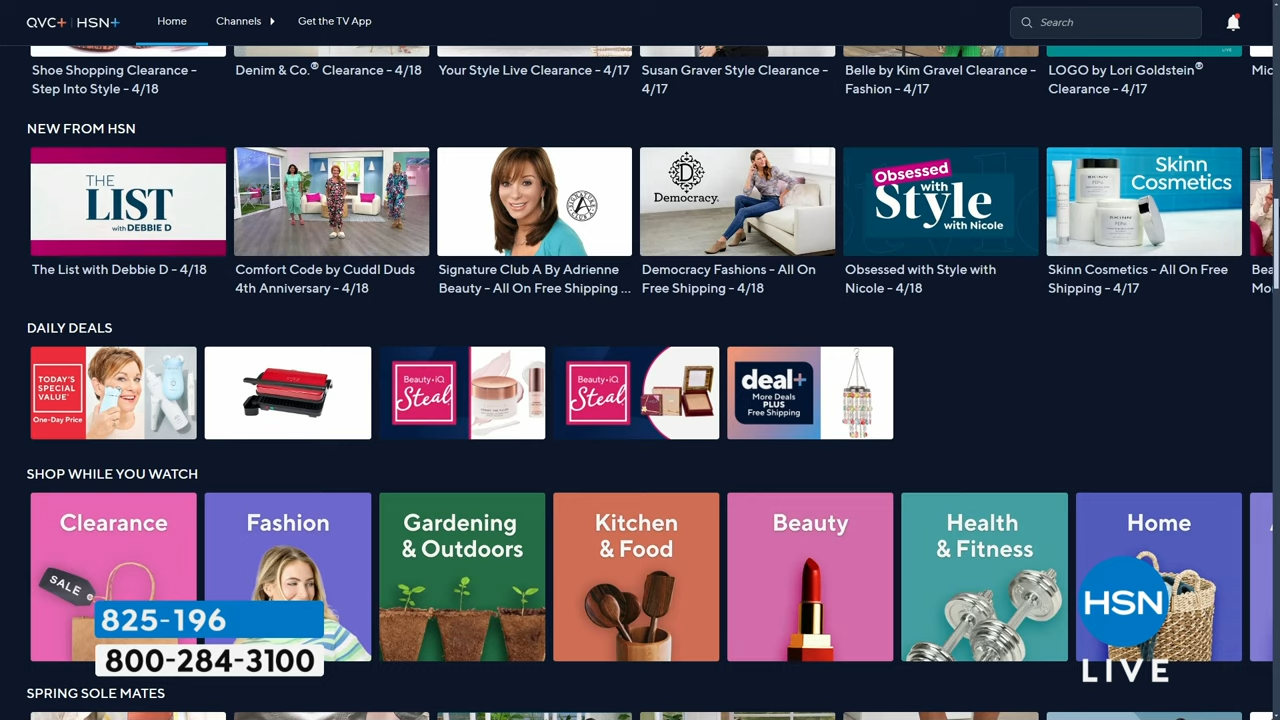 QVC+ | HSN+
Home
Channels
Get the TV App
Search
Shoe Shopping Clearance -
Step Into Style - 4/18
Denim & Co.® Clearance - 4/18
Your Style Live Clearance - 4/17
Susan Graver Style Clearance -
4/17
Belle by Kim Gravel Clearance -
Fashion - 4/17
LOGO by Lori Goldstein®
Clearance - 4/17
Mic
NEW FROM HSN
THE
LIST
with DEBBIE D
D
Democracy.
Obsessed
with
Style
with Nicole
Skinn
Cosmetics
The List with Debbie D - 4/18
Comfort Code by Cuddl Duds
4th Anniversary - 4/18
Signature Club A By Adrienne
Beauty - All On Free Shipping ...
Democracy Fashions - All On
Free Shipping - 4/18
Obsessed with Style with
Nicole - 4/18
Skinn Cosmetics - All On Free
Shipping - 4/17
Bea
Mo
DAILY DEALS
TODAY'S
SPECIAL
VALUE
One-Day Price
Beauty iQ
Steal
Beauty iQ
Steal
deal+
More Deals
PLUS
Free Shipping
SHOP WHILE YOU WATCH
Clearance
SALE
Fashion
Gardening
& Outdoors
Kitchen
& Food
Beauty
Health
& Fitness
Home
825-196
800-284-3100
HSN
LIVE
SPRING SOLE MATES